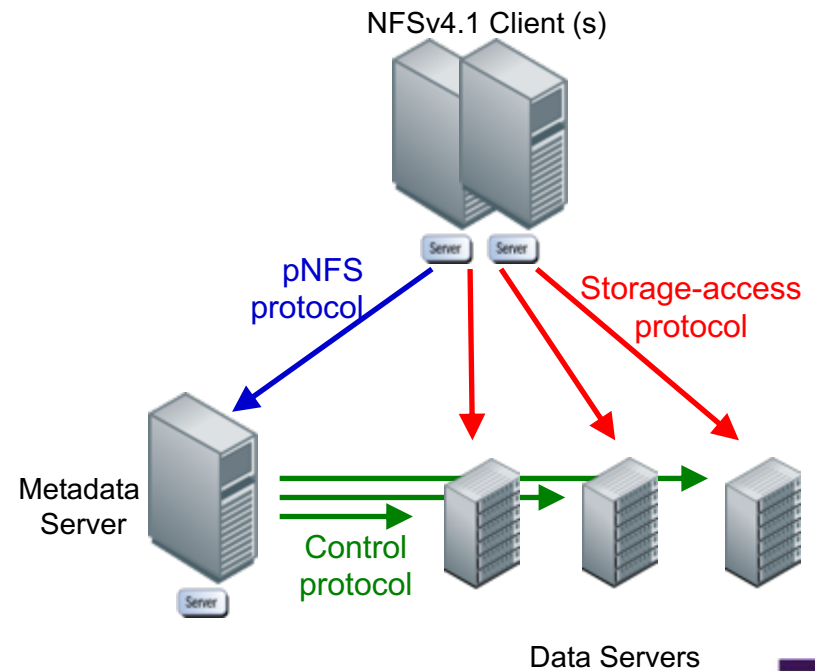 NFSv4.1 Client (s)
Server
Server
pNFS
protocol
Storage-access
protocol
Metadata
Server
Control
protocol
Server
Data Servers